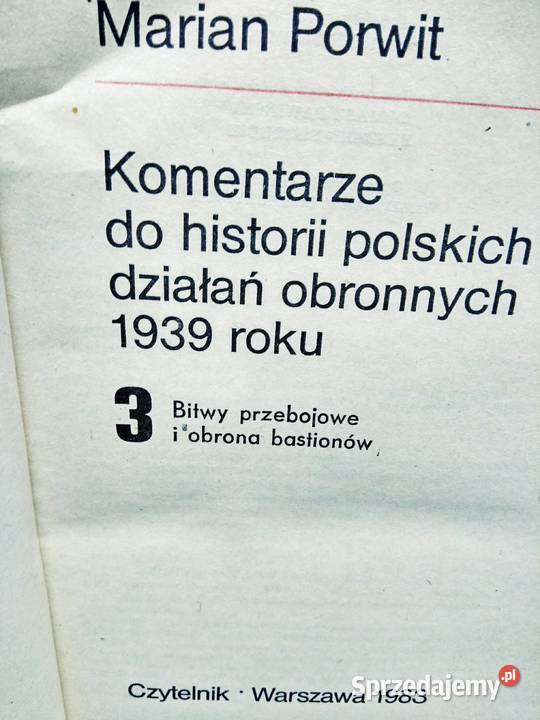 Marian Porwit
Komentarze
do historii polskich
działań obronnych
1939 roku
3 Bitwy przebojowe
i obrona bastionów
Czytelnik · Warszawa 1983
Sprzedajemy.pl